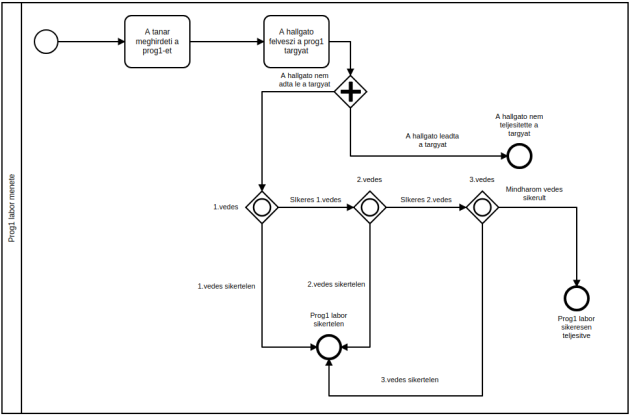 A tanar
meghirdeti a
prog1-et
A hallgato
felveszi a prog1
targyat
A hallgato nem
adta le a targyat
A hallgato nem
teljesitette a
targyat
A hallgato leadta
a targyat
Prog1 labor menete
1.vedes
SIkeres 1.vedes
2.vedes
SIkeres 2.vedes
3.vedes
Mindharom vedes
sikerult
1.vedes sikertelen
2.vedes sikertelen
Prog1 labor
sikertelen
Prog1 labor
sikeresen
teljesitve
3.vedes sikertelen